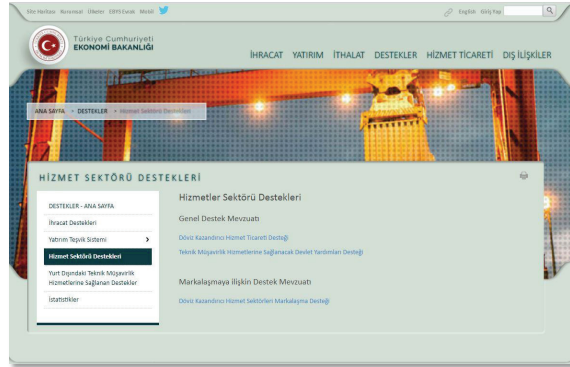 Site Haritası Kurumsal Ülkeler EBYS Evrak Mobil
English Giriş Yap
Türkiye Cumhuriyeti
EKONOMİ BAKANLIĞI
İHRACAT YATIRIM İTHALAT DESTEKLER HİZMET TİCARETİ DIŞ İLİŞKİLER
ANA SAYFA • DESTEKLER • Hizmet Sektörü Destekleri
HİZMET SEKTÖRÜ DESTEKLERİ
DESTEKLER - ANA SAYFA
İhracat Destekleri
Yatırım Teşvik Sistemi >
Hizmet Sektörü Destekleri
Yurt Dışındaki Teknik Müşavirlik
Hizmetlerine Sağlanan Destekler
İstatistikler
Hizmetler Sektörü Destekleri
Genel Destek Mevzuatı
Döviz Kazandırıcı Hizmet Ticareti Desteği
Teknik Müşavirlik Hizmetlerine Sağlanacak Devlet Yardımları Desteği
Markalaşmaya ilişkin Destek Mevzuatı
Döviz Kazandırıcı Hizmet Sektörleri Markalaşma Desteği